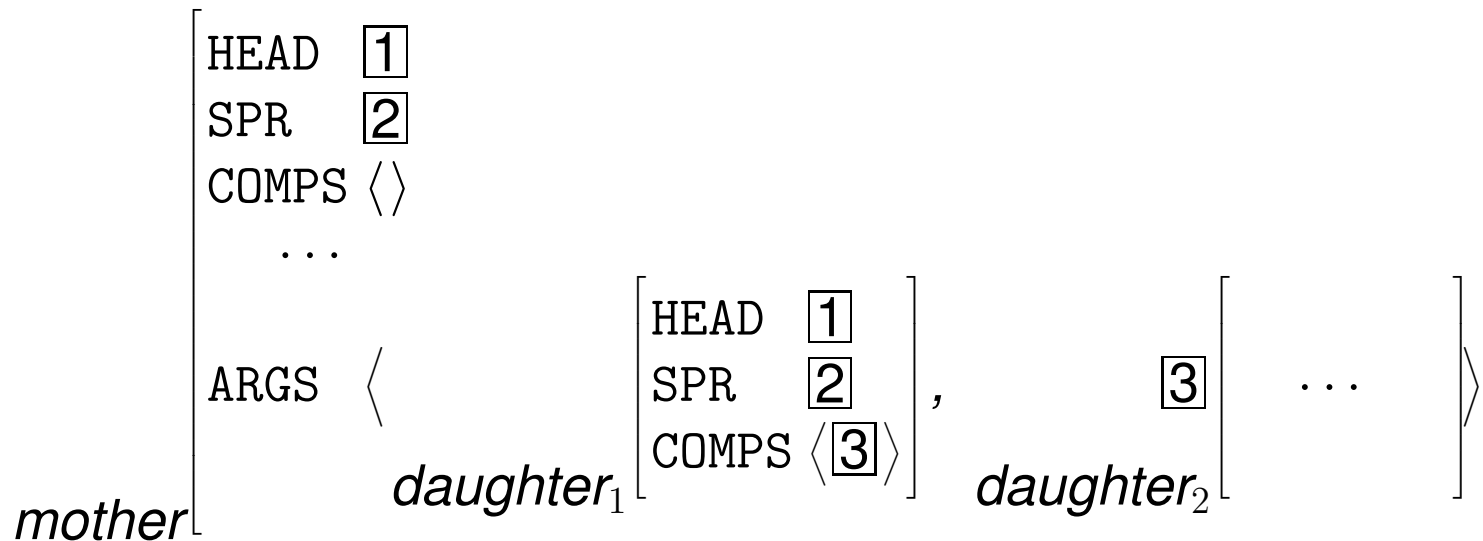 HEAD 1
SPR 2
COMPS ⟨⟩
...
HEAD 1
ARGS ⟨ SPR 2 , 3 ... ⟩
COMPS ⟨3⟩
mother daughter₁ daughter₂